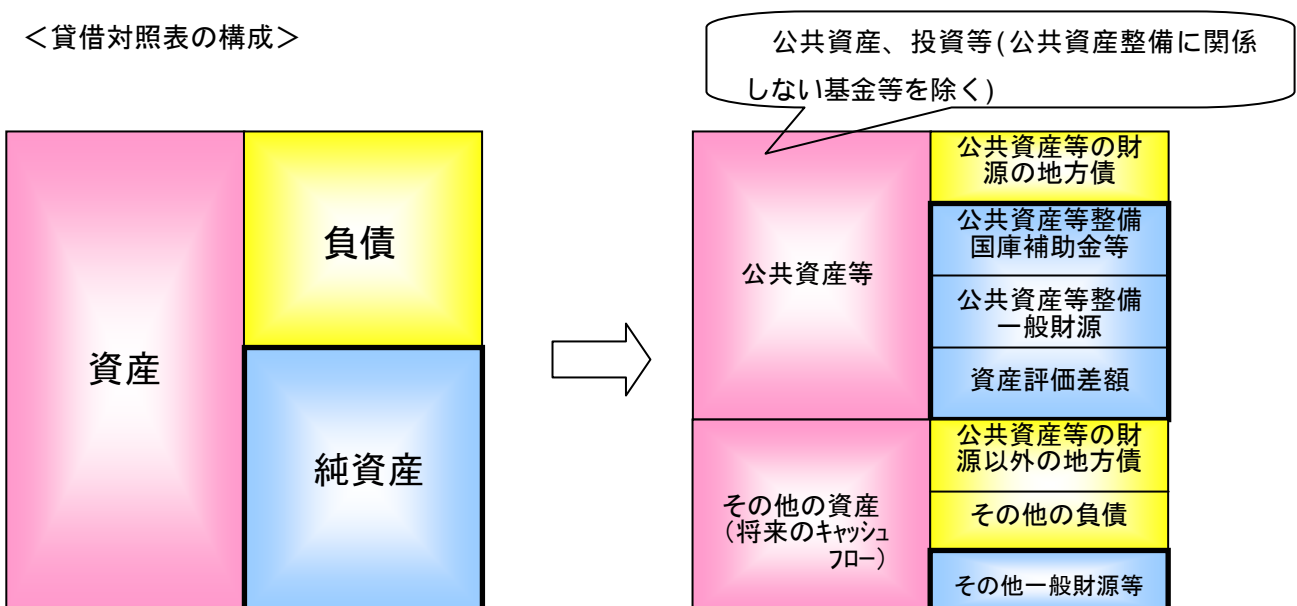 ＜貸借対照表の構成＞
公共資産、投資等(公共資産整備に関係
しない基金等を除く)
資産
負債
純資産
公共資産等
公共資産等の財
源の地方債
公共資産等整備
国庫補助金等
公共資産等整備
一般財源
資産評価差額
その他の資産
（将来のｷｬｯｼｭ
ﾌﾛｰ）
公共資産等の財
源以外の地方債
その他の負債
その他一般財源等